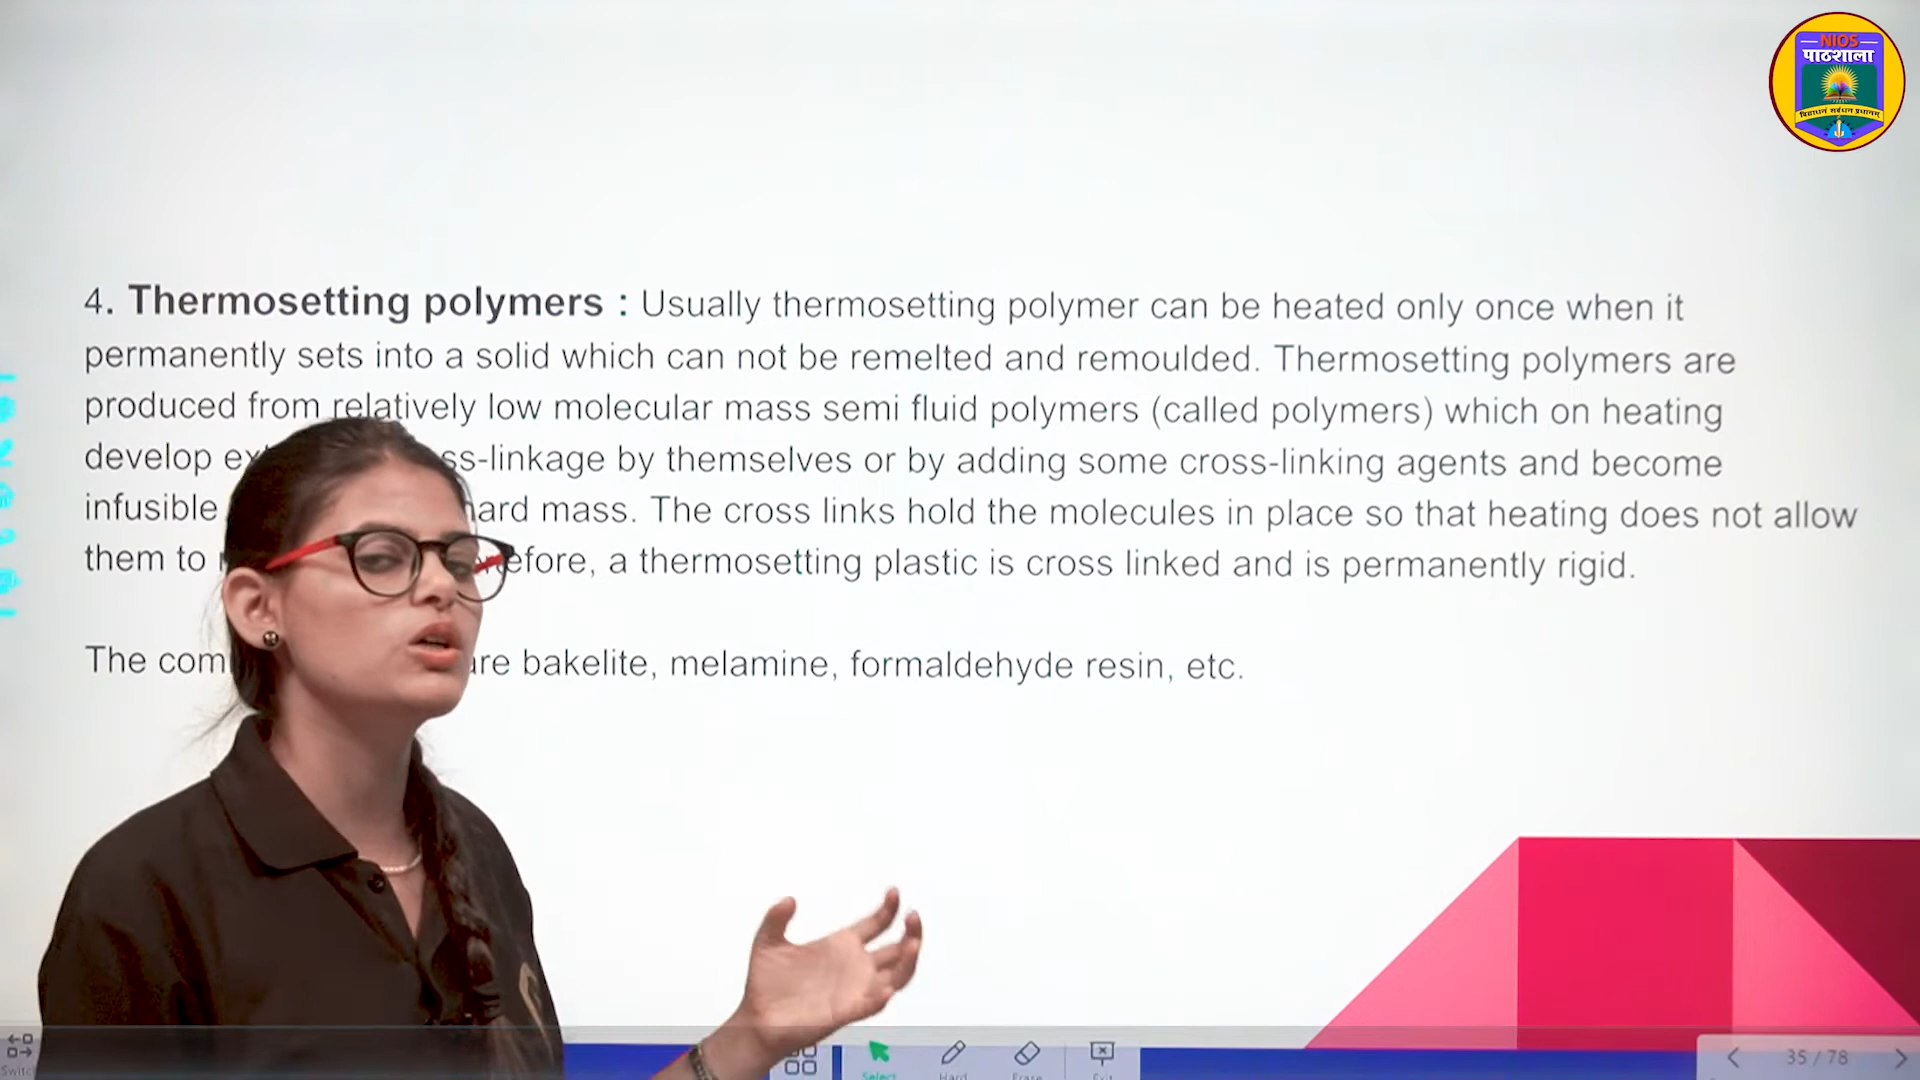 NIOS
पाठशाला
4. Thermosetting polymers : Usually thermosetting polymer can be heated only once when it
permanently sets into a solid which can not be remelted and remoulded. Thermosetting polymers are
produced from relatively low molecular mass semi fluid polymers (called polymers) which on heating
develop ss-linkage by themselves or by adding some cross-linking agents and become
infusible hard mass. The cross links hold the molecules in place so that heating does not allow
them to efore, a thermosetting plastic is cross linked and is permanently rigid.
The com are bakelite, melamine, formaldehyde resin, etc.
Select
35 / 78